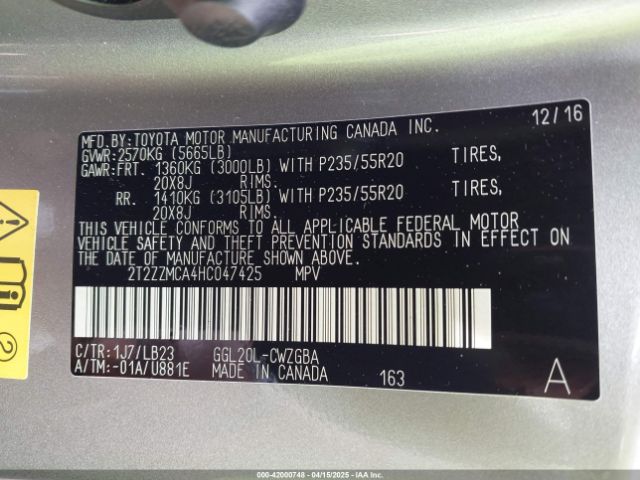 12/16
MFD.BY:TOYOTA MOTOR MANUFACTURING CANADA INC.
GVWR:2570KG (5665LB)
GAWR:FRT. 1360KG (3000LB) WITH P235/55R20 TIRES,
20X8J RIMS.
RR. 1410KG (3105LB) WITH P235/55R20 TIRES,
20X8J RIMS.
THIS VEHICLE CONFORMS TO ALL APPLICABLE FEDERAL MOTOR
VEHICLE SAFETY AND THEFT PREVENTION STANDARDS IN EFFECT ON
THE DATE OF MANUFACTURE SHOWN ABOVE.
2T2ZZMCA4HC047425 MPV
C/TR:1J7/LB23 GGL20L-CWZGBA
A/TM:-01A/U881E MADE IN CANADA 163 A
2
000-42000748 - 04/15/2025 - IAA Inc.